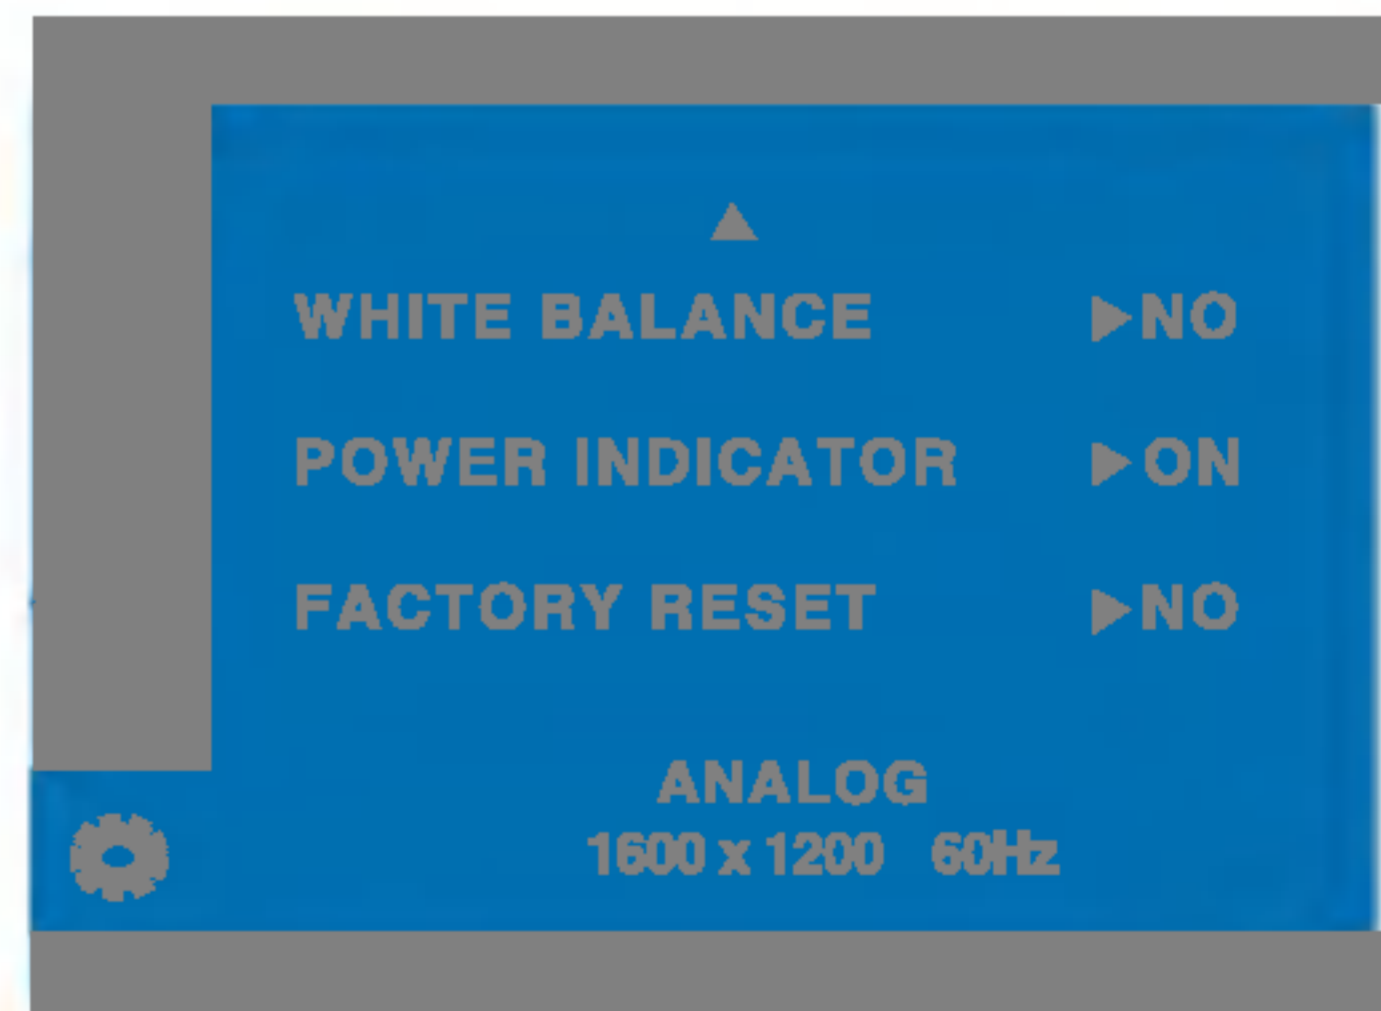 WHITE BALANCE ▶NO
POWER INDICATOR ▶ON
FACTORY RESET ▶NO
ANALOG
1600 x 1200 60Hz